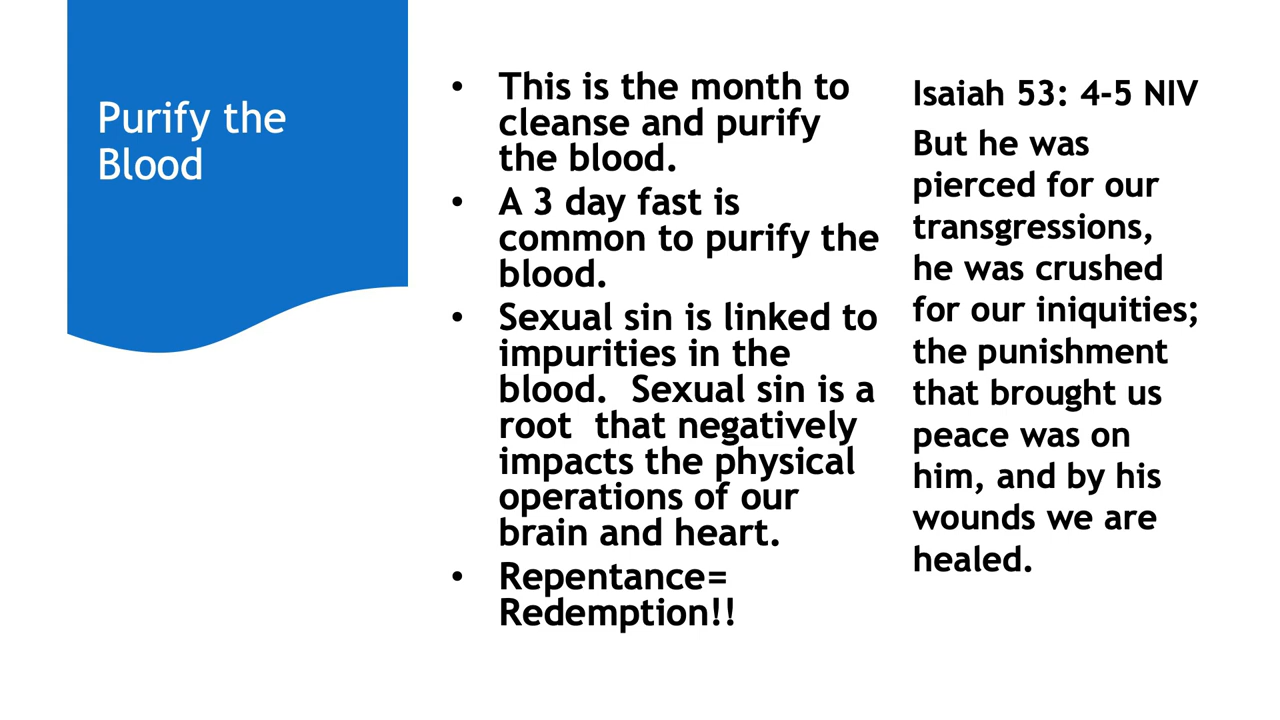 Purify the
Blood
• This is the month to
cleanse and purify
the blood.
• A 3 day fast is
common to purify the
blood.
• Sexual sin is linked to
impurities in the
blood.  Sexual sin is a
root  that negatively
impacts the physical
operations of our
brain and heart.
• Repentance=
Redemption!!
Isaiah 53: 4-5 NIV
But he was
pierced for our
transgressions,
he was crushed
for our iniquities;
the punishment
that brought us
peace was on
him, and by his
wounds we are
healed.